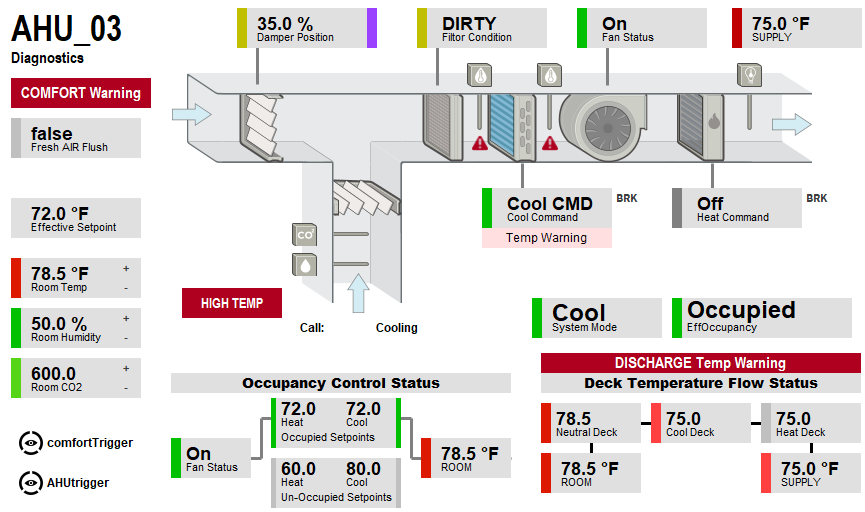 AHU_03
Diagnostics
COMFORT Warning
false
Fresh AIR Flush
72.0 °F
Effective Setpoint
78.5 °F
Room Temp
+
-
50.0 %
Room Humidity
+
-
600.0
Room CO2
+
-
comfortTrigger
AHUtrigger
35.0 %
Damper Position
DIRTY
Filtor Condition
On
Fan Status
75.0 °F
SUPPLY
CO²
Cool CMD
Cool Command
BRK
Temp Warning
Off
Heat Command
BRK
HIGH TEMP
Call: Cooling
Cool
System Mode
Occupied
EffOccupancy
Occupancy Control Status
On
Fan Status
72.0 72.0
Heat Cool
Occupied Setpoints
60.0 80.0
Heat Cool
Un-Occupied Setpoints
78.5 °F
ROOM
DISCHARGE Temp Warning
Deck Temperature Flow Status
78.5
Neutral Deck
75.0
Cool Deck
75.0
Heat Deck
78.5 °F
ROOM
75.0 °F
SUPPLY